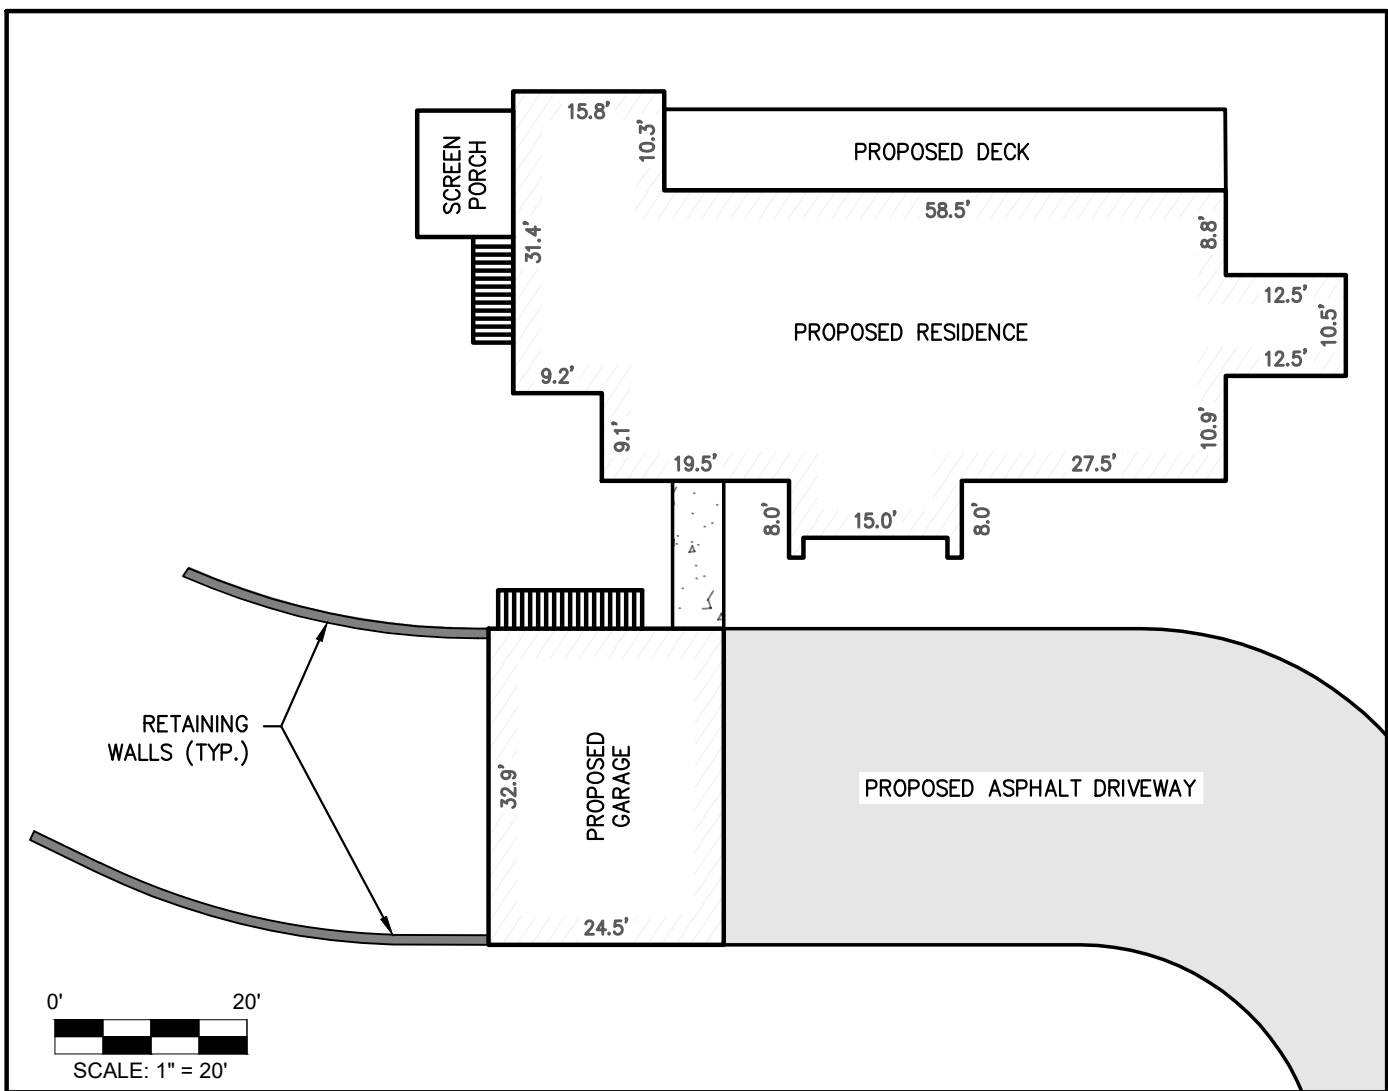 15.8'
10.3'
SCREEN
PORCH
PROPOSED DECK
58.5'
31.4'
8.8'
12.5'
10.5'
12.5'
PROPOSED RESIDENCE
9.2'
9.1'
10.9'
19.5'
27.5'
8.0'
15.0'
8.0'
RETAINING
WALLS (TYP.)
32.9'
PROPOSED
GARAGE
PROPOSED ASPHALT DRIVEWAY
24.5'
0' 20'
SCALE: 1" = 20'